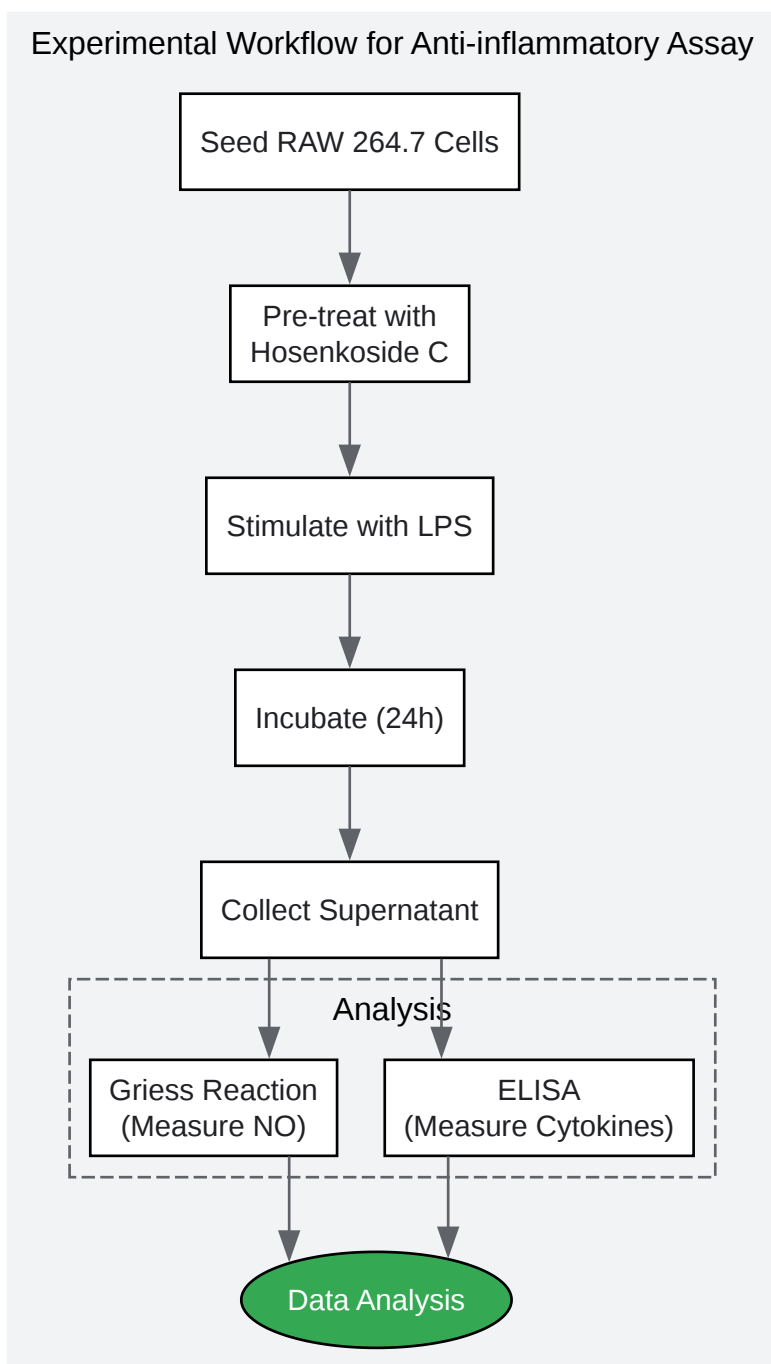 Experimental Workflow for Anti-inflammatory Assay
Seed RAW 264.7 Cells
Pre-treat with
Hosenkoside C
Stimulate with LPS
Incubate (24h)
Collect Supernatant
Analysis
Griess Reaction
(Measure NO)
ELISA
(Measure Cytokines)
Data Analysis